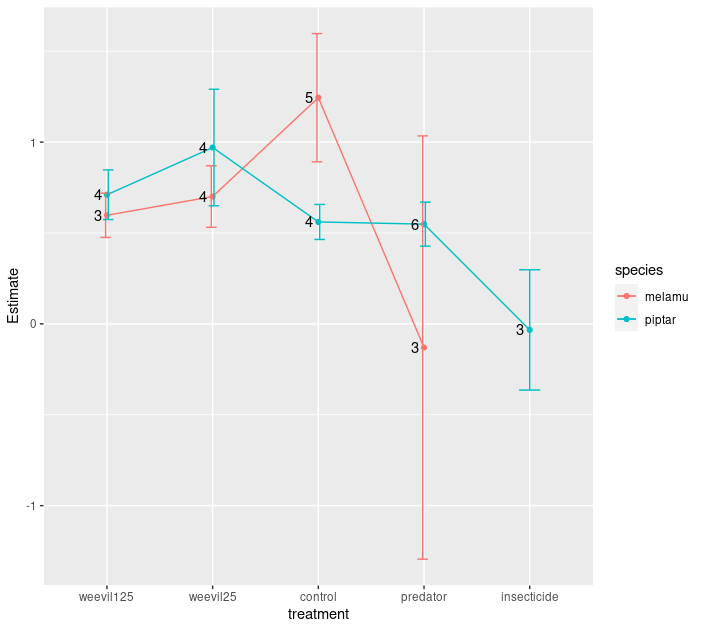 Estimate
1
0
-1
4
3
4
4
5
4
6
3
3
weevil125
weevil25
control
predator
insecticide
treatment
species
melamu
piptar